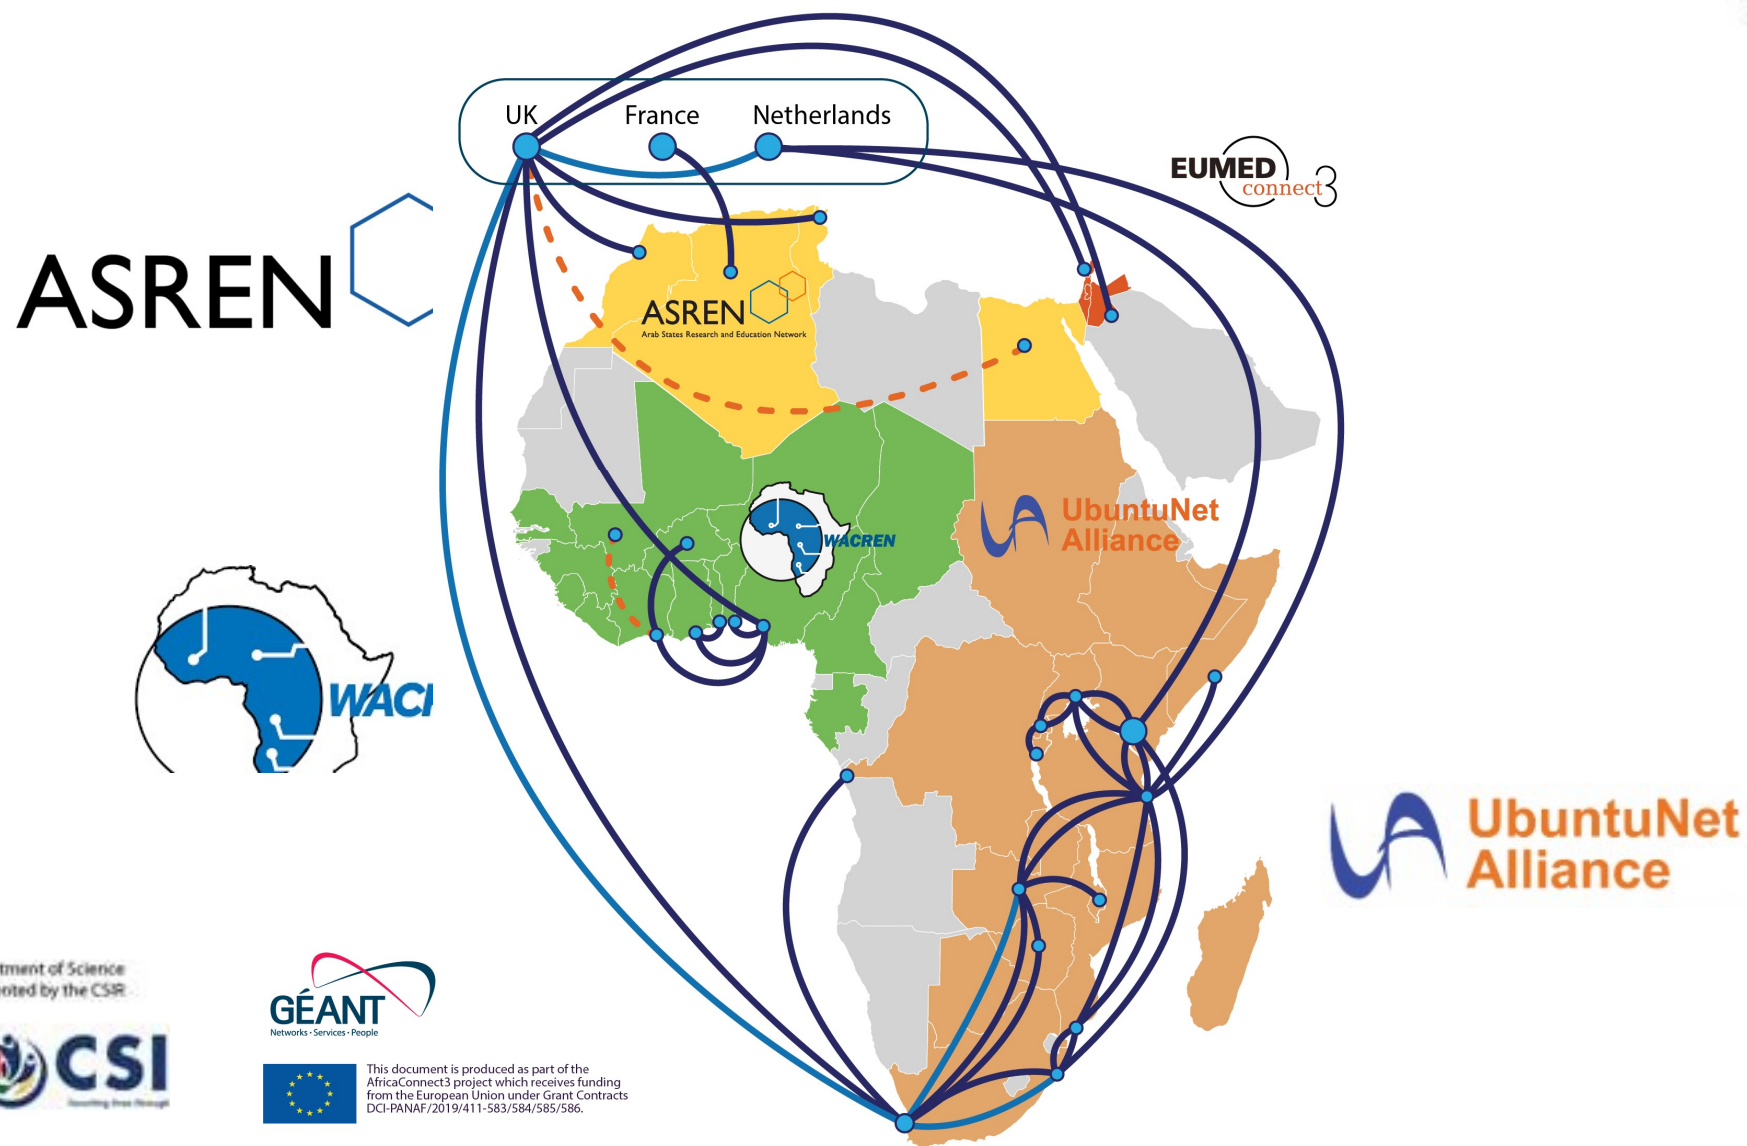 UK
France
Netherlands
EUMED
connect3
ASREN
ASREN
Arab States Research and Education Network
UbuntuNet
Alliance
WACREN
WACR
UbuntuNet
Alliance
tment of Science
nted by the CSIR
CSI
GÉANT
Networks · Services · People
This document is produced as part of the
AfricaConnect3 project which receives funding
from the European Union under Grant Contracts
DCI-PANAF/2019/411-583/584/585/586.